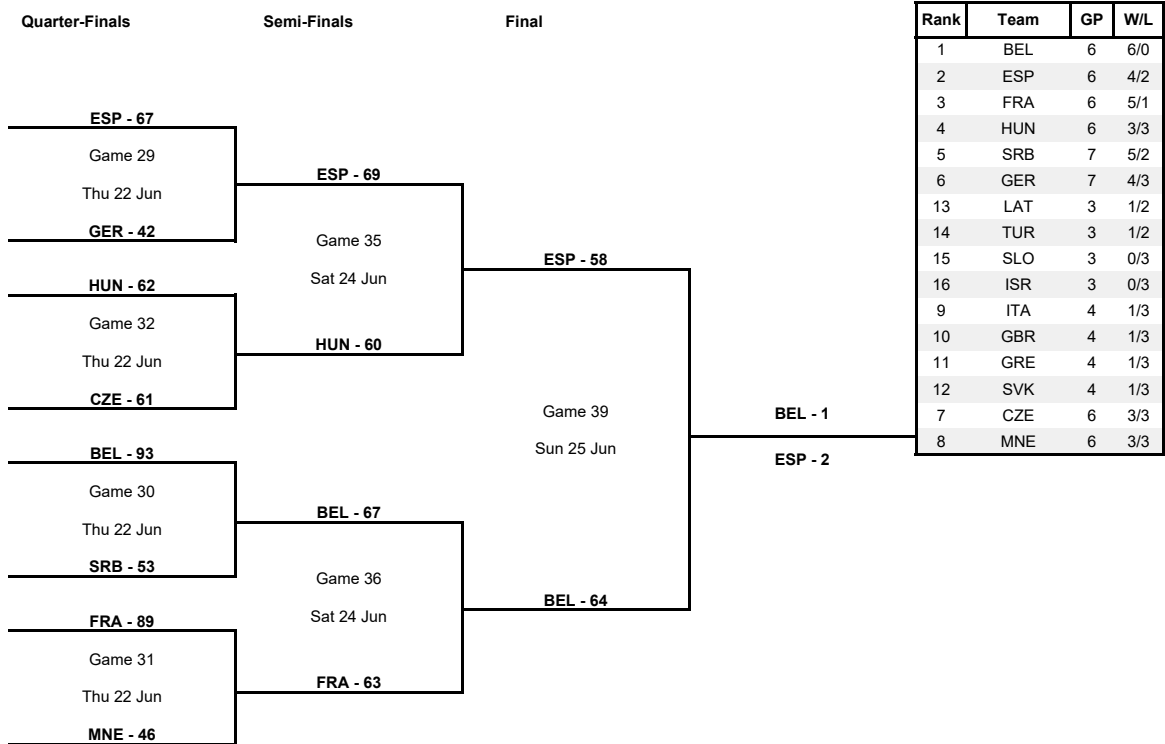 Quarter-Finals Semi-Finals Final
ESP - 67
Game 29
Thu 22 Jun
GER - 42
HUN - 62
Game 32
Thu 22 Jun
CZE - 61
BEL - 93
Game 30
Thu 22 Jun
SRB - 53
FRA - 89
Game 31
Thu 22 Jun
MNE - 46
ESP - 69
Game 35
Sat 24 Jun
HUN - 60
BEL - 67
Game 36
Sat 24 Jun
FRA - 63
ESP - 58
Game 39
Sun 25 Jun
BEL - 64
BEL - 1
ESP - 2
Rank Team GP W/L
1 BEL 6 6/0
2 ESP 6 4/2
3 FRA 6 5/1
4 HUN 6 3/3
5 SRB 7 5/2
6 GER 7 4/3
13 LAT 3 1/2
14 TUR 3 1/2
15 SLO 3 0/3
16 ISR 3 0/3
9 ITA 4 1/3
10 GBR 4 1/3
11 GRE 4 1/3
12 SVK 4 1/3
7 CZE 6 3/3
8 MNE 6 3/3